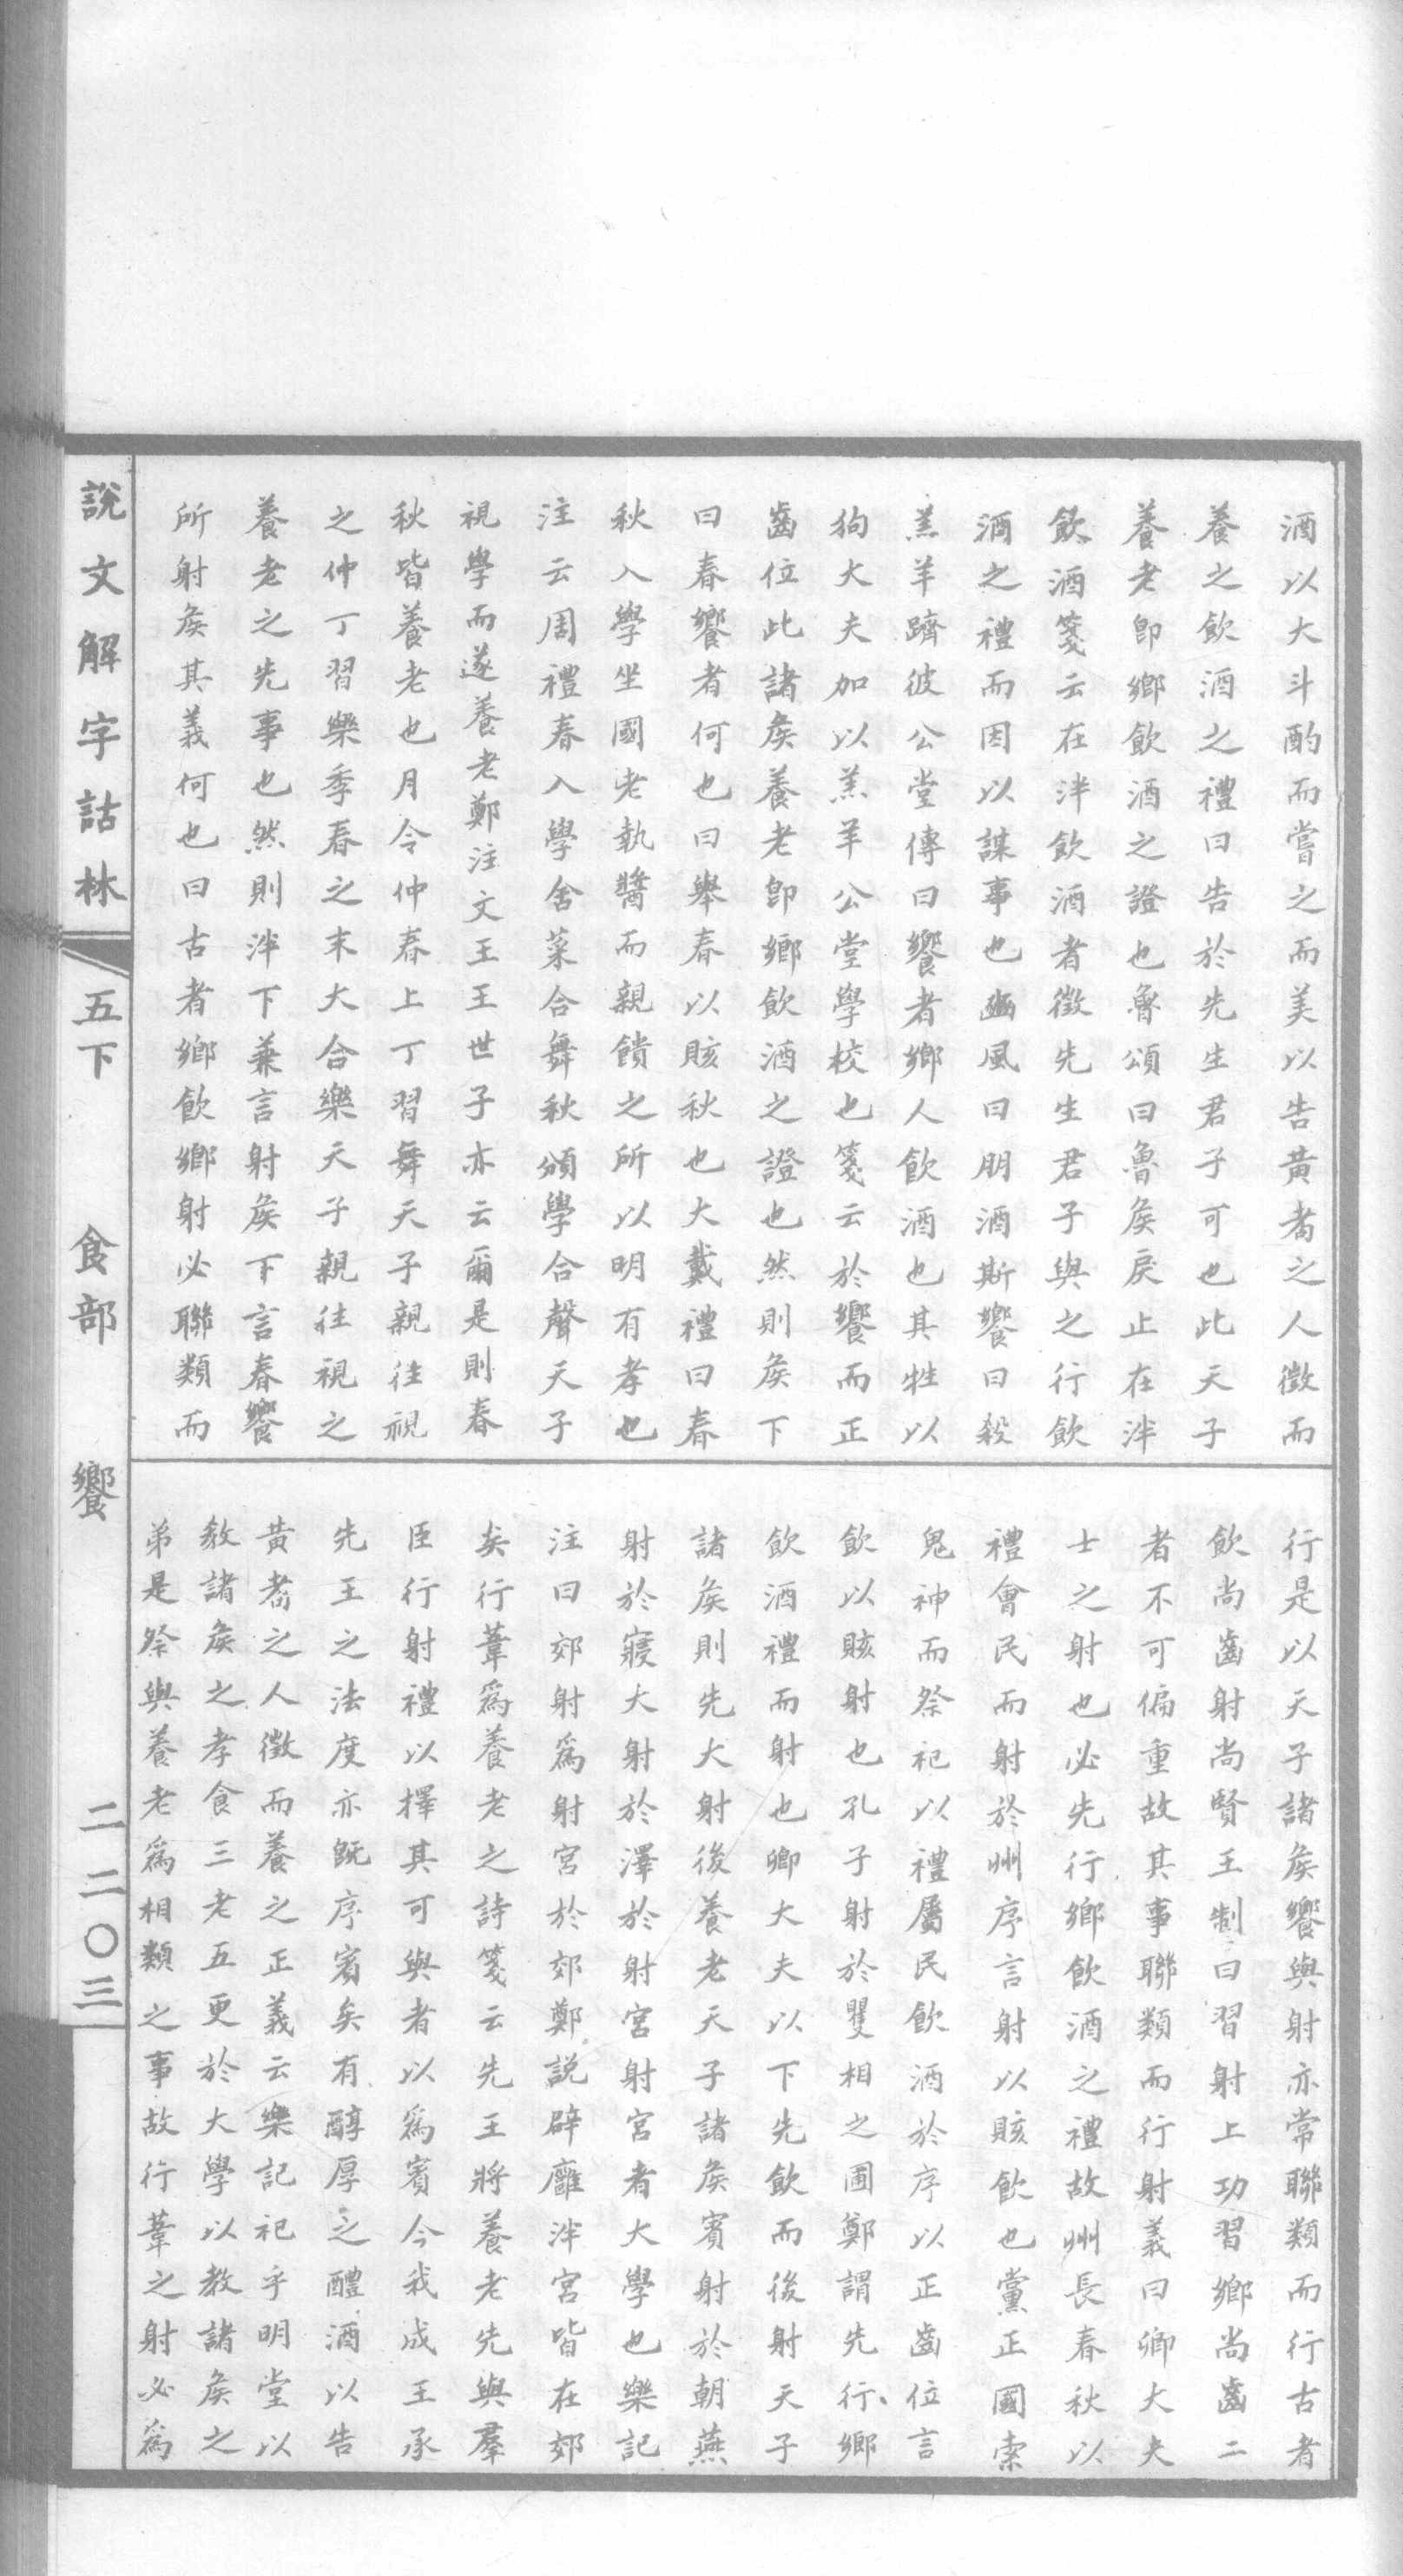 酒以大斗酌而嘗之而美以告黃耇之人徵而
養之飲酒之禮曰告於先生君子可也此天子
養老卽鄉飲酒之證也魯頌曰魯矦戾止在泮
飲酒箋云在泮飲酒者徵先生君子與之行飲
酒之禮而因以謀事也豳風曰朋酒斯饗曰殺
羔羊躋彼公堂傳曰饗者鄉人飲酒也其牲以
狗大夫加以羔羊公堂學校也箋云於饗而正
齒位此諸矦養老卽鄉飲酒之證也然則矦下
曰春饗者何也曰舉春以賅秋也大戴禮曰春
秋入學坐國老執醬而親饋之所以明有孝也
注云周禮春入學舍菜合舞秋頒學合聲天子
視學而遂養老鄭注文王王世子亦云爾是則春
秋皆養老也月令仲春上丁習舞天子親往視
之仲丁習樂季春之末大合樂天子親往視之
養老之先事也然則泮下兼言射矦下言春饗
所射矦其義何也曰古者鄉飲鄉射必聯類而
行是以天子諸矦饗與射亦常聯類而行古者
飲尚齒射尚賢王制曰習射上功習鄉尚齒二
者不可偏重故其事聯類而行射義曰卿大夫
士之射也必先行鄉飲酒之禮故州長春秋以
禮會民而射於州序言射以賅飲也黨正國索
鬼神而祭祀以禮屬民飲酒於序以正齒位言
飲以賅射也孔子射於矍相之圃鄭謂先行鄉
飲酒禮而射也卿大夫以下先飲而後射天子
諸矦則先大射後養老天子諸矦賓射於朝燕
射於寢大射於澤於射宮射宮者大學也樂記
注曰郊射爲射宮於郊鄭說辟廱泮宮皆在郊
矣行葦爲養老之詩箋云先王將養老先與羣
臣行射禮以擇其可與者以爲賓今我成王承
先王之法度亦旣序賓矣有醇厚之醴酒以告
黃耇之人徵而養之正義云樂記祀乎明堂以
教諸矦之孝食三老五更於大學以教諸矦之
弟是祭與養老爲相類之事故行葦之射必爲
說文解字詁林 五下 食部 饗 二二〇三